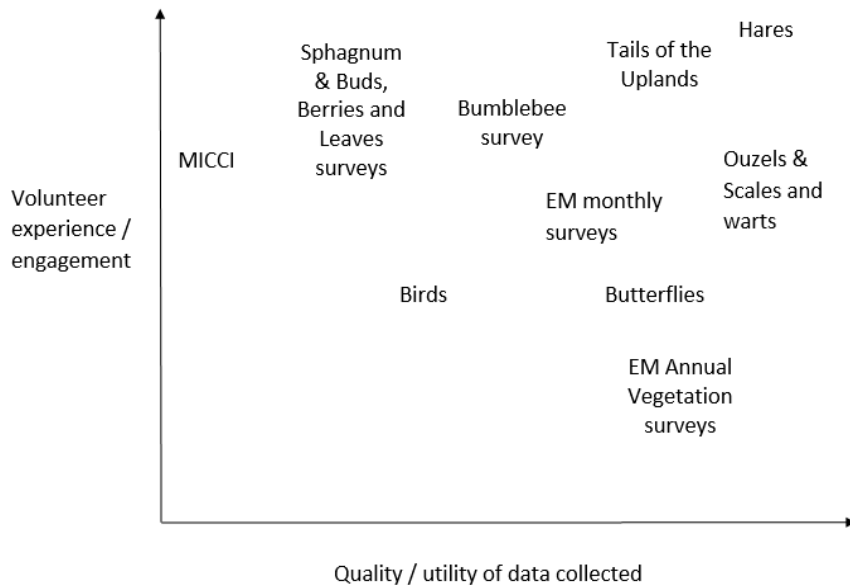 Hares
Tails of the
Uplands
Sphagnum
& Buds,
Berries and
Leaves
surveys
Bumblebee
survey
MICCI
Ouzels &
Scales and
warts
Volunteer
experience /
engagement
EM monthly
surveys
Birds
Butterflies
EM Annual
Vegetation
surveys
Quality / utility of data collected